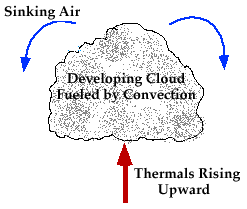 Sinking Air
Developing Cloud
Fueled by Convection
Thermals Rising
Upward